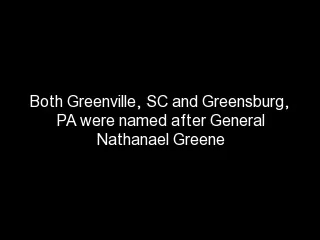 Both Greenville, SC and Greensburg,
PA were named after General
Nathanael Greene